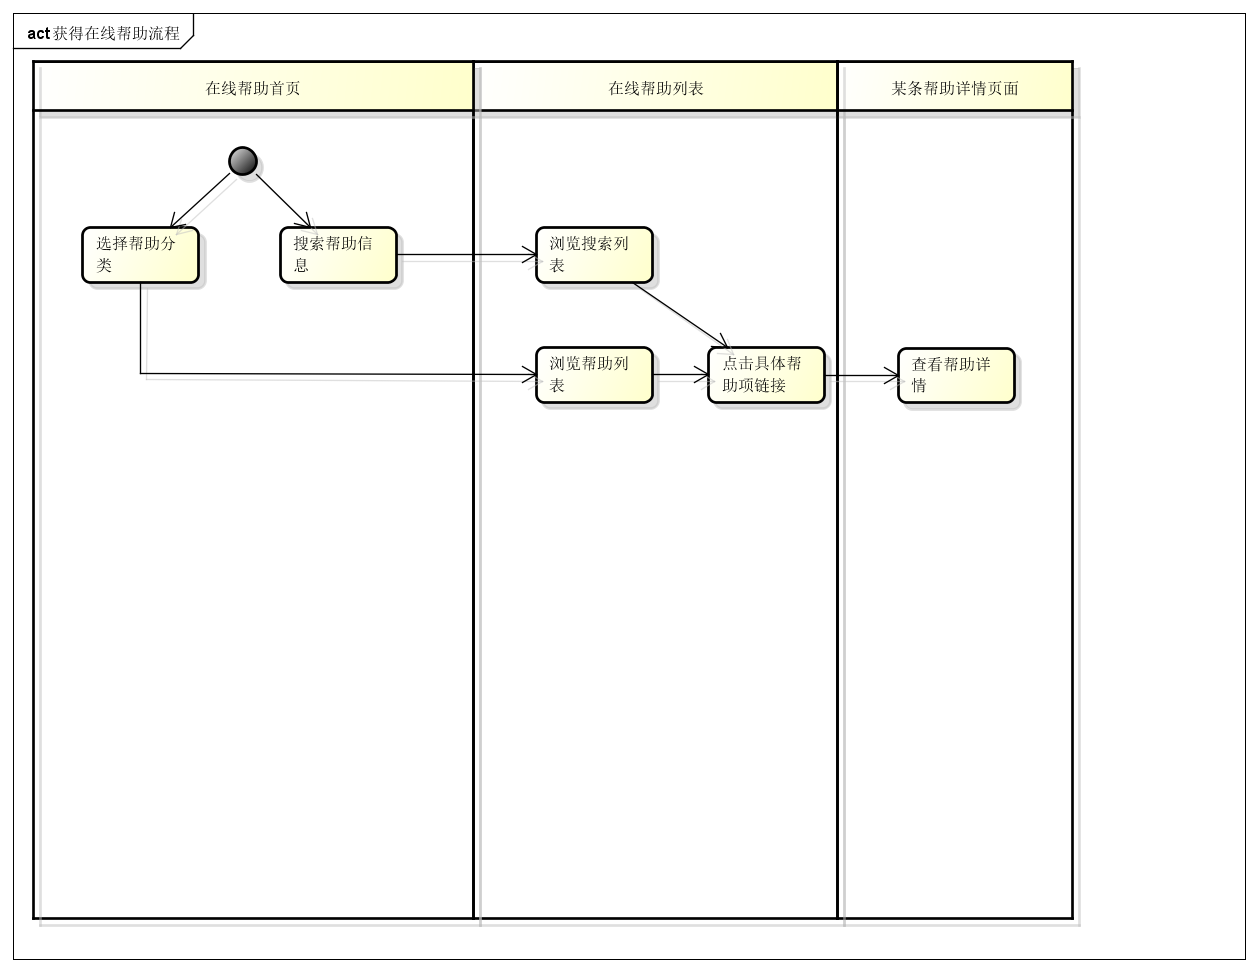 act 获得在线帮助流程
在线帮助首页
在线帮助列表
某条帮助详情页面
选择帮助分
类
搜索帮助信
息
浏览搜索列
表
浏览帮助列
表
点击具体帮
助项链接
查看帮助详
情